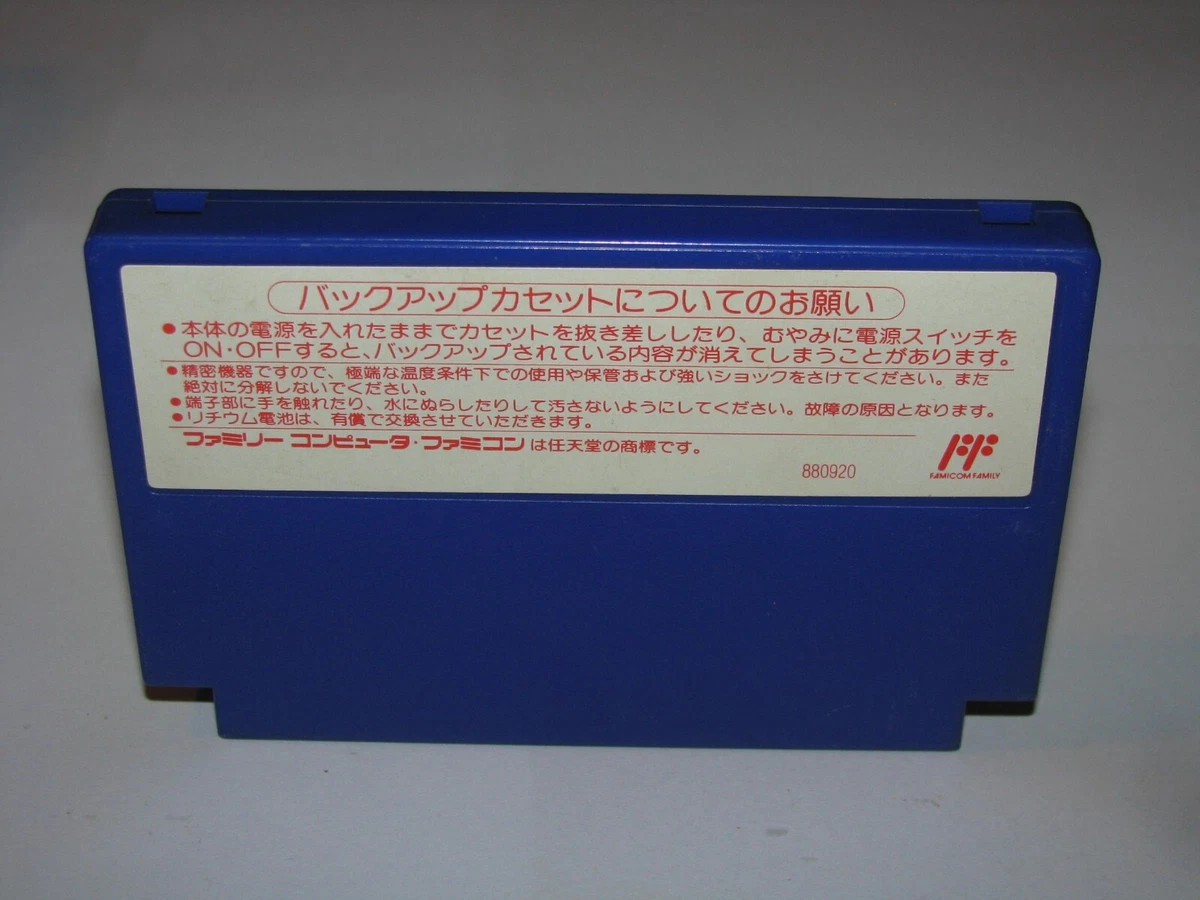 バックアップカセットについてのお願い
●本体の電源を入れたままでカセットを抜き差ししたり、むやみに電源スイッチを
ON・OFFすると、バックアップされている内容が消えてしまうことがあります。
●精密機器ですので、極端な温度条件下での使用や保管および強いショックをさけてください。また
絶対に分解しないでください。
●端子部に手を触れたり、水にぬらしたりして汚さないようにしてください。故障の原因となります。
●リチウム電池は、有償で交換させていただきます。
ファミリー コンピュータ・ファミコンは任天堂の商標です。
880920
FAMICOM FAMILY